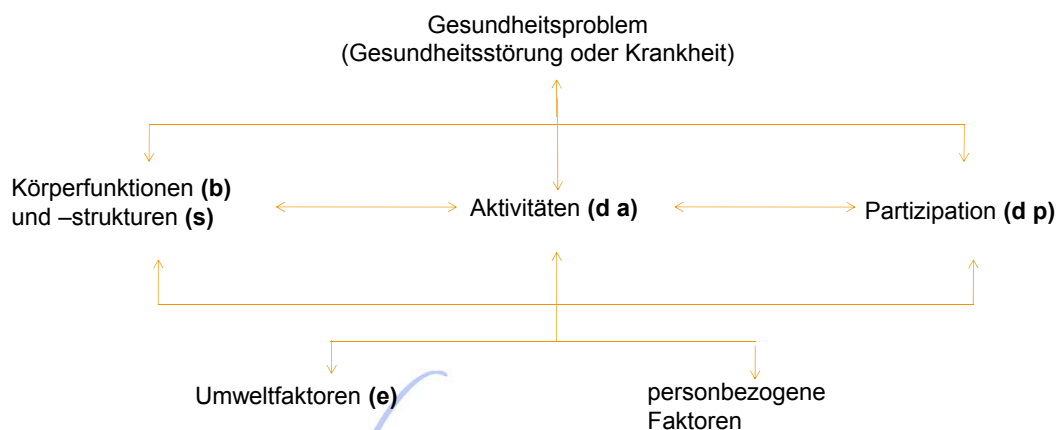 Gesundheitsproblem
(Gesundheitsstörung oder Krankheit)
Körperfunktionen (b)
und –strukturen (s)
Aktivitäten (d a)
Partizipation (d p)
Umweltfaktoren (e)
personbezogene
Faktoren